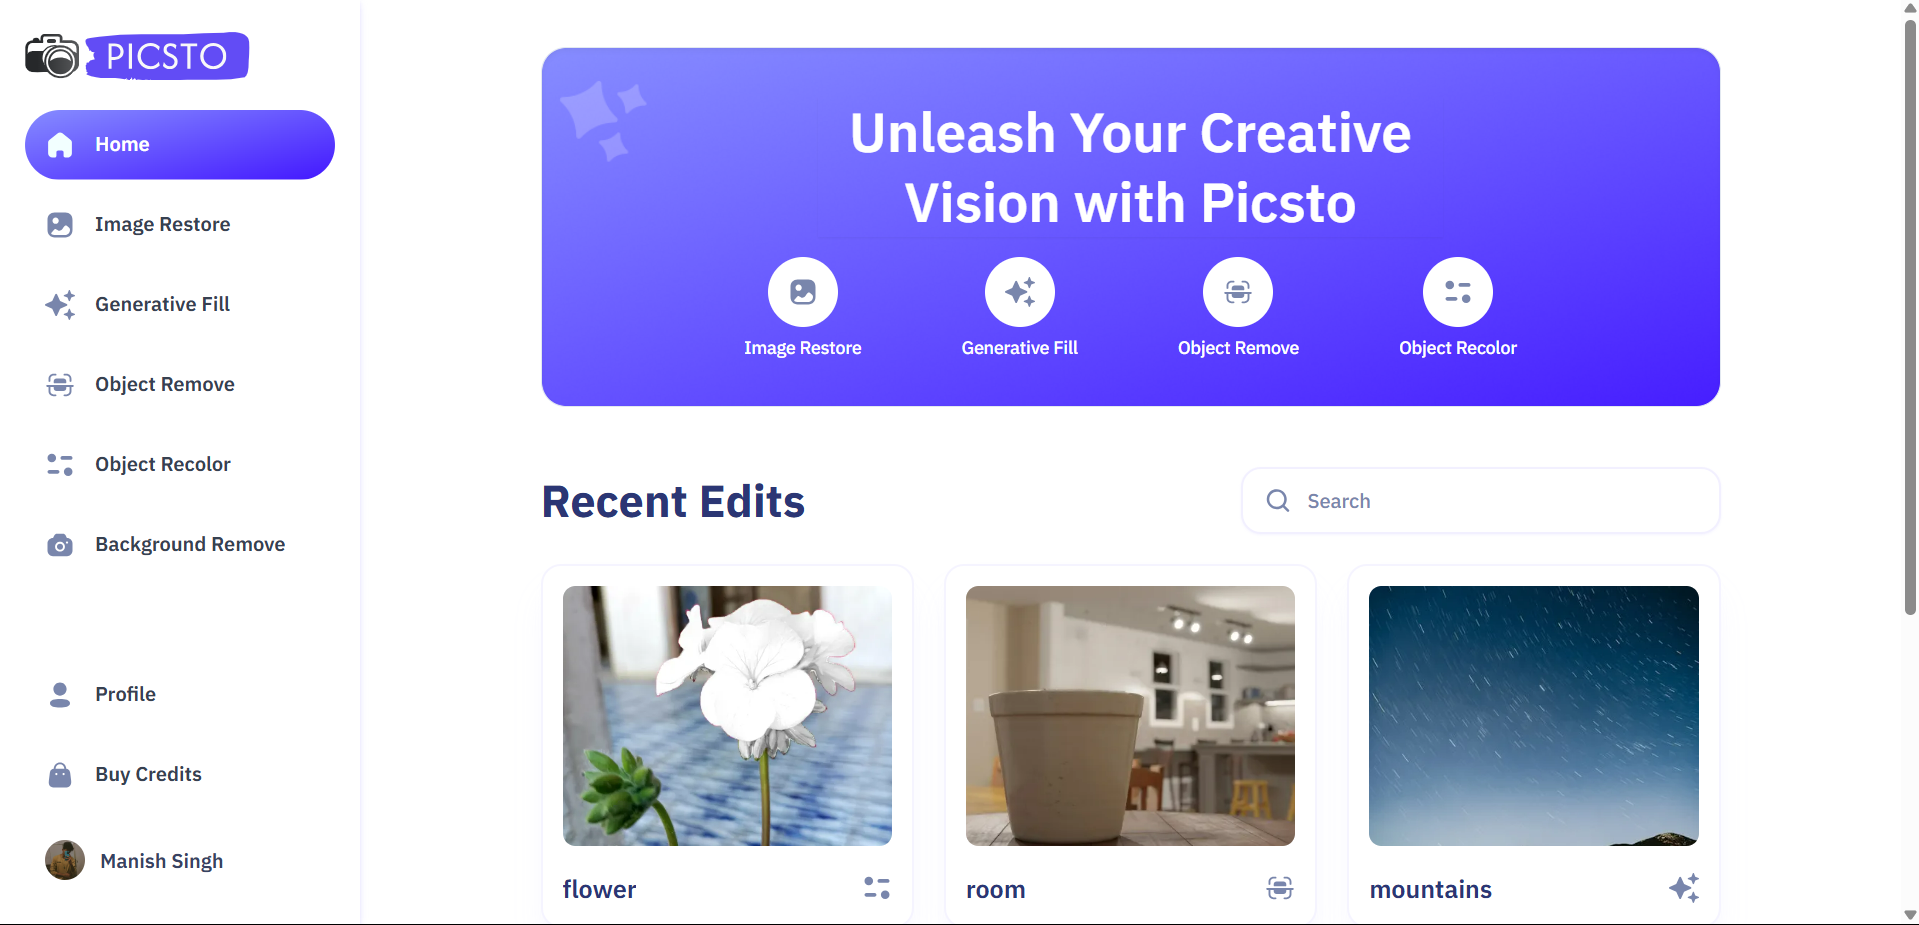 PICSTO
Home
Image Restore
Generative Fill
Object Remove
Object Recolor
Background Remove
Profile
Buy Credits
Manish Singh
Unleash Your Creative
Vision with Picsto
Image Restore
Generative Fill
Object Remove
Object Recolor
Recent Edits
Search
flower
room
mountains